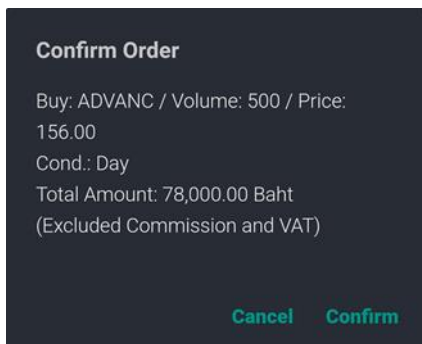 Confirm Order
Buy: ADVANC / Volume: 500 / Price:
156.00
Cond.: Day
Total Amount: 78,000.00 Baht
(Excluded Commission and VAT)
Cancel Confirm